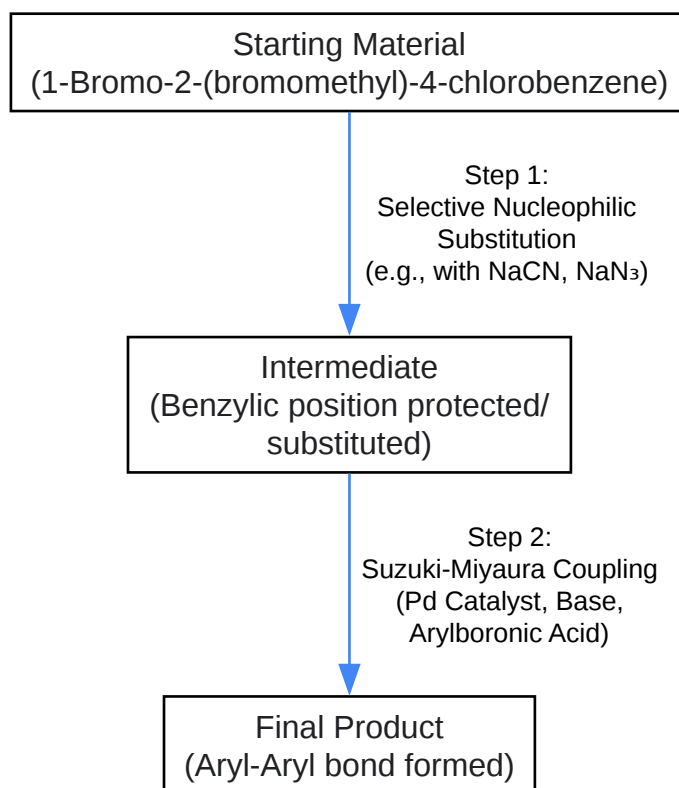 Starting Material
(1-Bromo-2-(bromomethyl)-4-chlorobenzene)
Step 1:
Selective Nucleophilic
Substitution
(e.g., with NaCN, NaN₃)
Intermediate
(Benzylic position protected/
substituted)
Step 2:
Suzuki-Miyaura Coupling
(Pd Catalyst, Base,
Arylboronic Acid)
Final Product
(Aryl-Aryl bond formed)